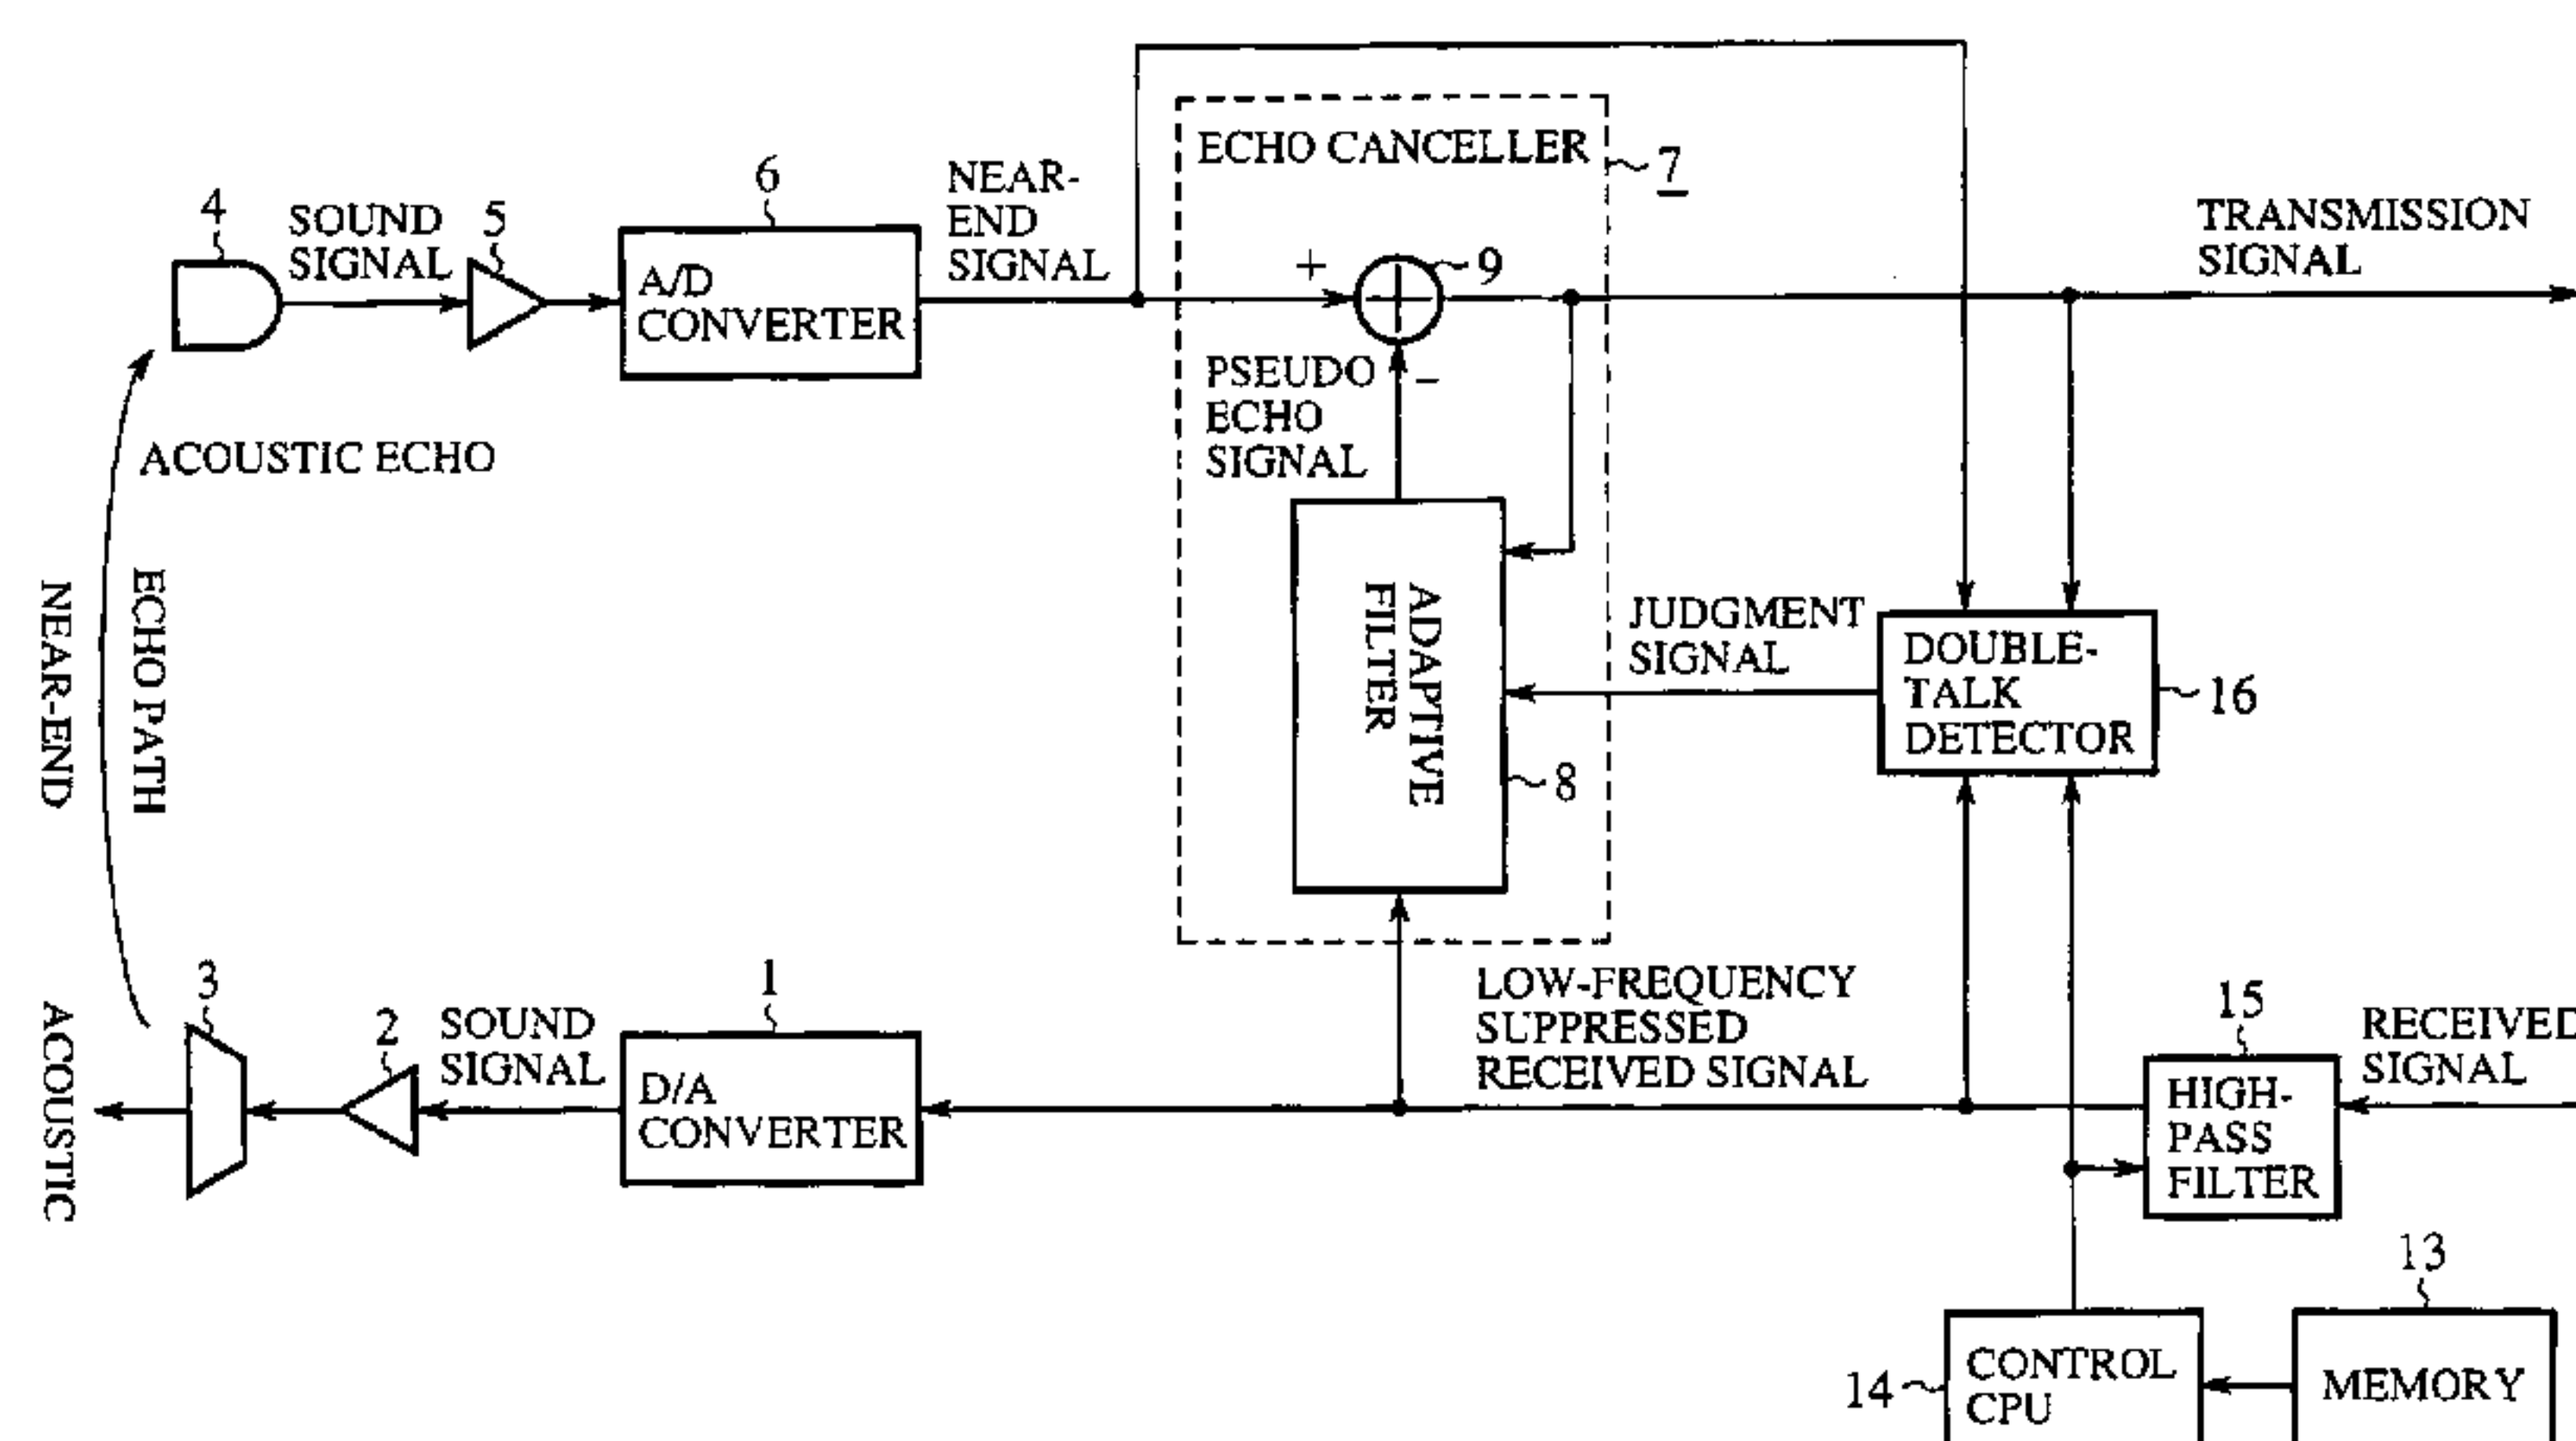 ECHO CANCELLER
7
6
NEAR-
END
SIGNAL
4
SOUND
SIGNAL
5
A/D
CONVERTER
+
9
TRANSMISSION
SIGNAL
PSEUDO
ECHO
SIGNAL
−
ACOUSTIC ECHO
NEAR-END
ECHO PATH
ADAPTIVE
FILTER
8
JUDGMENT
SIGNAL
DOUBLE-
TALK
DETECTOR
16
ACOUSTIC
3
2
SOUND
SIGNAL
1
D/A
CONVERTER
LOW-FREQUENCY
SUPPRESSED
RECEIVED SIGNAL
15
HIGH-
PASS
FILTER
RECEIVED
SIGNAL
13
14
CONTROL
CPU
MEMORY